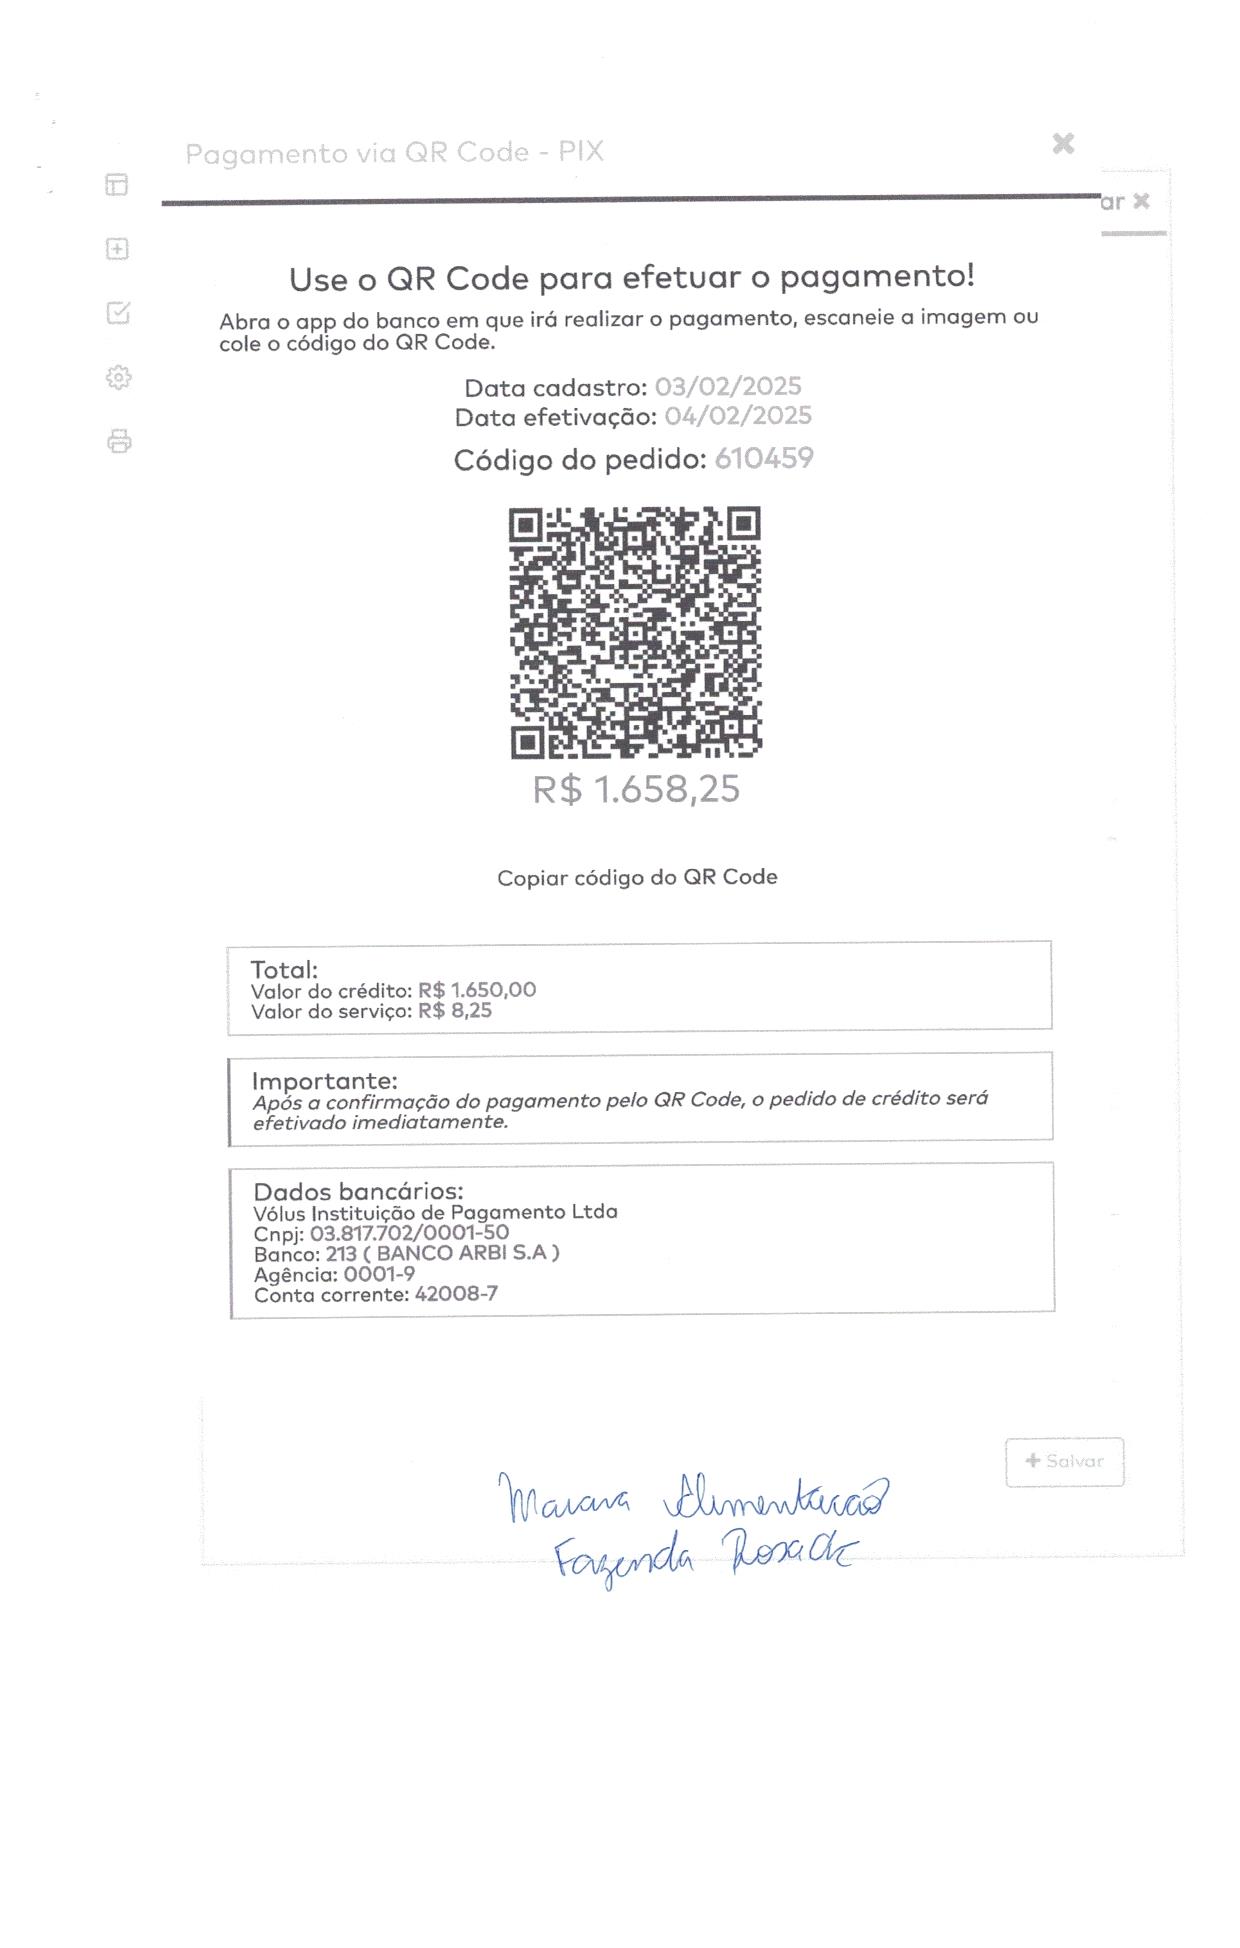 Pagamento via QR Code - PIX
ar
Use o QR Code para efetuar o pagamento!
Abra o app do banco em que irá realizar o pagamento, escaneie a imagem ou
cole o código do QR Code.
Data cadastro: 03/02/2025
Data efetivação: 04/02/2025
Código do pedido: 610459
R$ 1.658,25
Copiar código do QR Code
Total:
Valor do crédito: R$ 1.650,00
Valor do serviço: R$ 8,25
Importante:
Após a confirmação do pagamento pelo QR Code, o pedido de crédito será
efetivado imediatamente.
Dados bancários:
Vólus Instituição de Pagamento Ltda
Cnpj: 03.817.702/0001-50
Banco: 213 ( BANCO ARBI S.A )
Agência: 0001-9
Conta corrente: 42008-7
+ Salvar
Alimentação
Fazenda